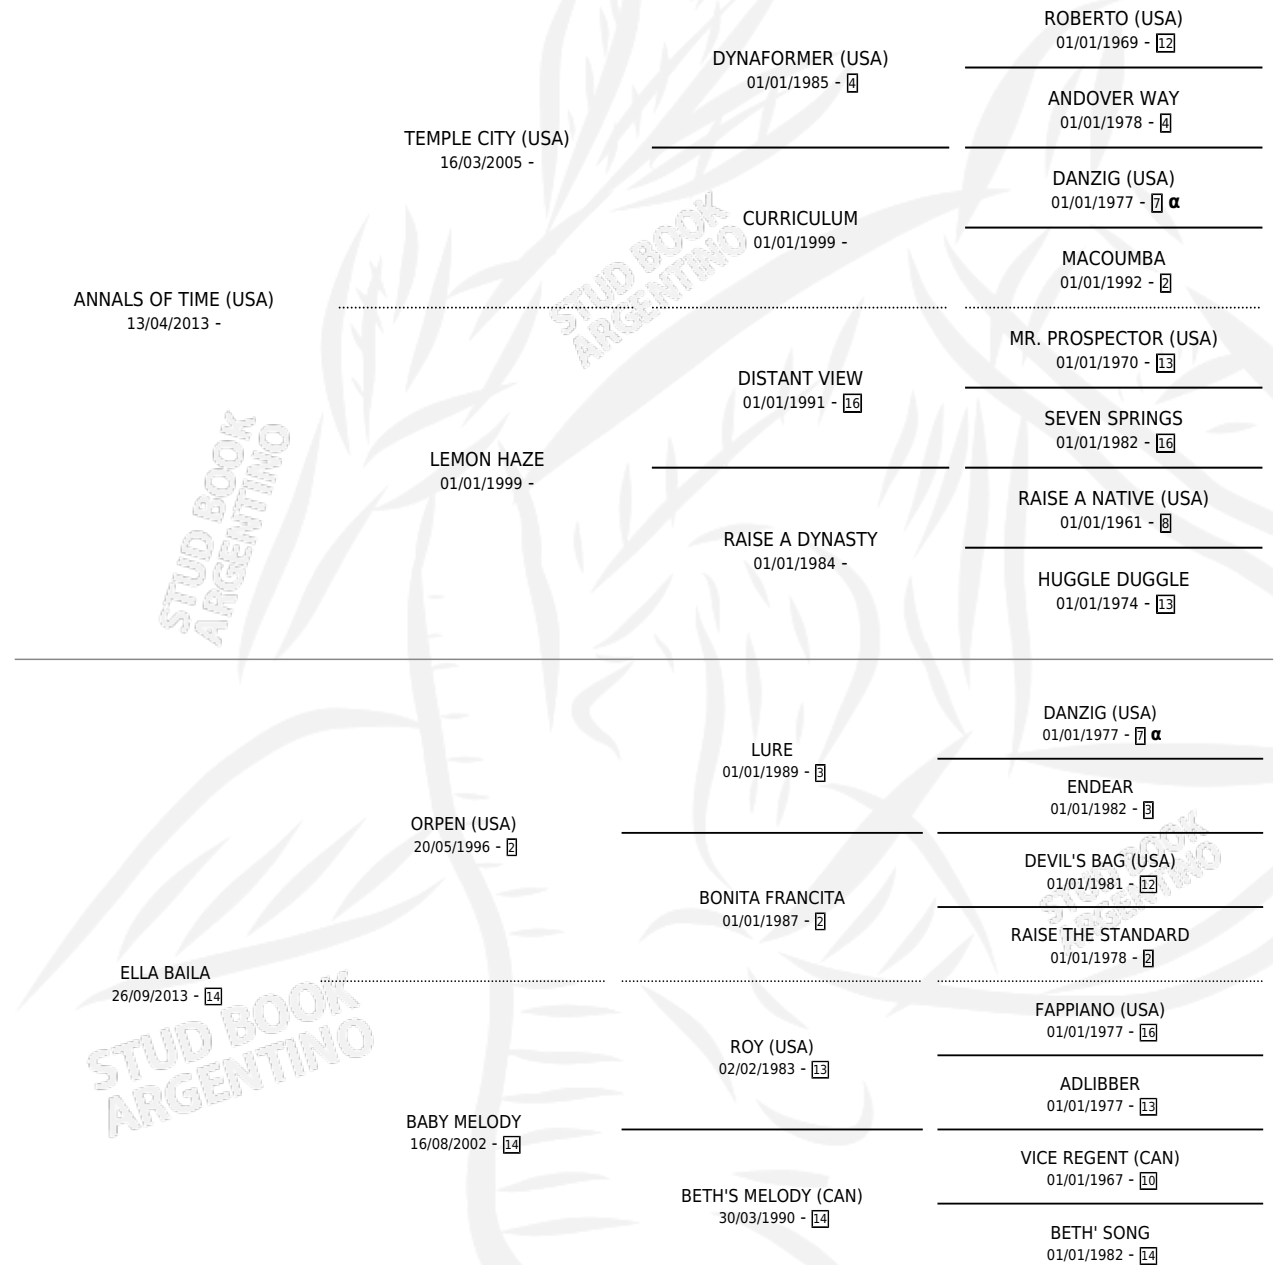 ROBERTO (USA)
01/01/1969 - 12
DYNAFORMER (USA)
01/01/1985 - 4
ANDOVER WAY
01/01/1978 - 4
TEMPLE CITY (USA)
16/03/2005 -
DANZIG (USA)
01/01/1977 - 7 α
CURRICULUM
01/01/1999 -
MACOUMBA
01/01/1992 - 2
ANNALS OF TIME (USA)
13/04/2013 -
MR. PROSPECTOR (USA)
01/01/1970 - 13
DISTANT VIEW
01/01/1991 - 16
SEVEN SPRINGS
01/01/1982 - 16
LEMON HAZE
01/01/1999 -
RAISE A NATIVE (USA)
01/01/1961 - 8
RAISE A DYNASTY
01/01/1984 -
HUGGLE DUGGLE
01/01/1974 - 13
STUD BOOK
ARGENTINO
STUD BOOK
ARGENTINO
DANZIG (USA)
01/01/1977 - 7 α
LURE
01/01/1989 - 3
ENDEAR
01/01/1982 - 3
ORPEN (USA)
20/05/1996 - 2
DEVIL'S BAG (USA)
01/01/1981 - 12
BONITA FRANCITA
01/01/1987 - 2
RAISE THE STANDARD
01/01/1978 - 2
ELLA BAILA
26/09/2013 - 14
FAPPIANO (USA)
01/01/1977 - 16
ROY (USA)
02/02/1983 - 13
ADLIBBER
01/01/1977 - 13
BABY MELODY
16/08/2002 - 14
VICE REGENT (CAN)
01/01/1967 - 10
BETH'S MELODY (CAN)
30/03/1990 - 14
BETH' SONG
01/01/1982 - 14
STUD BOOK
ARGENTINO
STUD BOOK
ARGENTINO